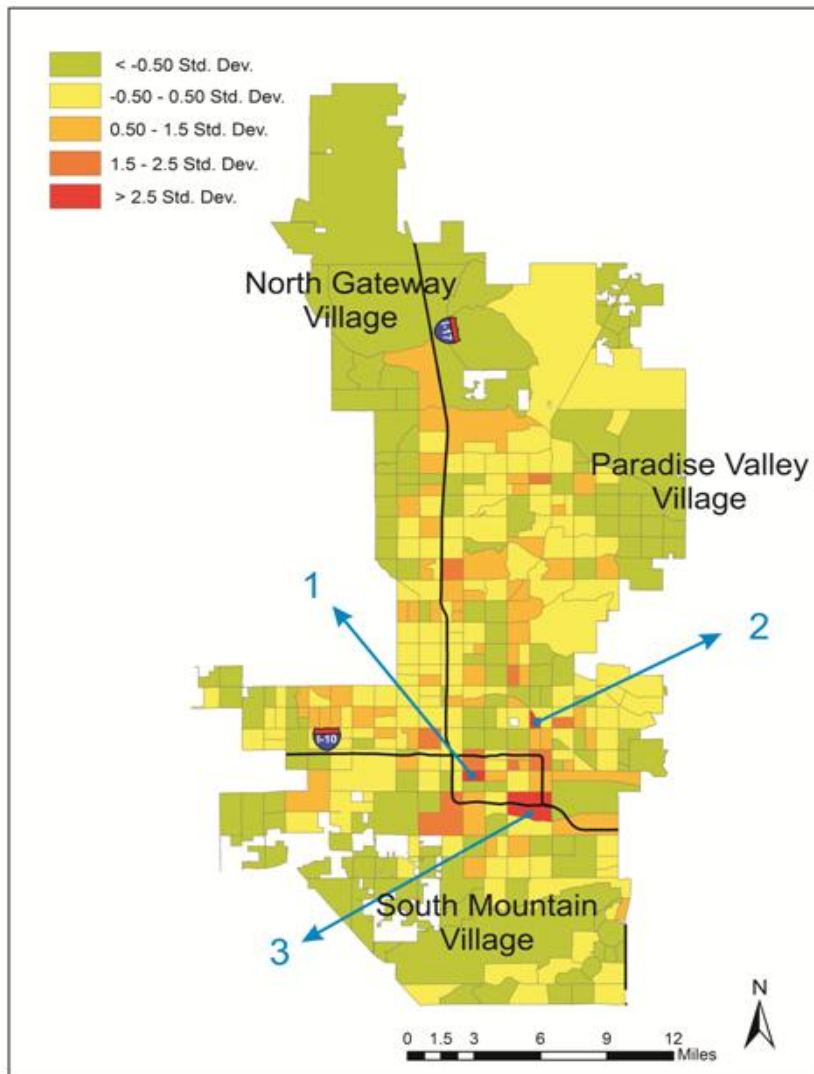 < -0.50 Std. Dev.
-0.50 - 0.50 Std. Dev.
0.50 - 1.5 Std. Dev.
1.5 - 2.5 Std. Dev.
> 2.5 Std. Dev.
North Gateway
Village
I-17
Paradise Valley
Village
1
2
I-10
South Mountain
Village
3
N
0 1.5 3 6 9 12
Miles